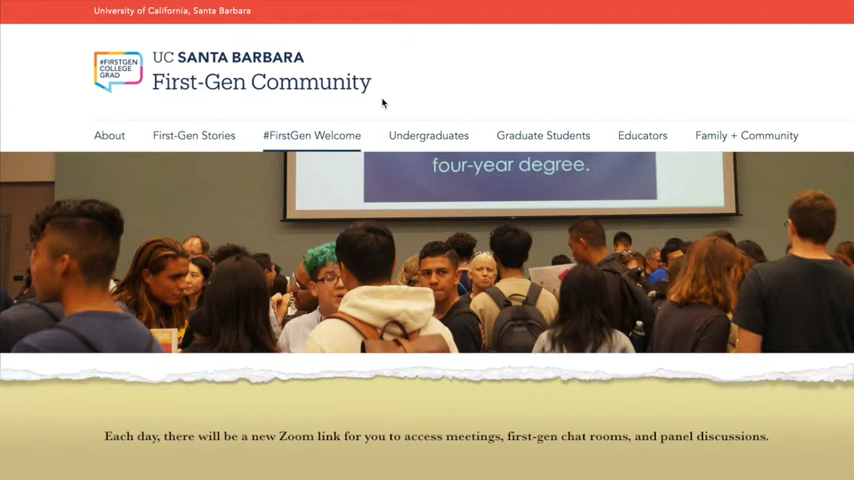 University of California, Santa Barbara
#FIRSTGEN
COLLEGE
GRAD
UC SANTA BARBARA
First-Gen Community
About First-Gen Stories #FirstGen Welcome Undergraduates Graduate Students Educators Family + Community
four-year degree.
Each day, there will be a new Zoom link for you to access meetings, first-gen chat rooms, and panel discussions.